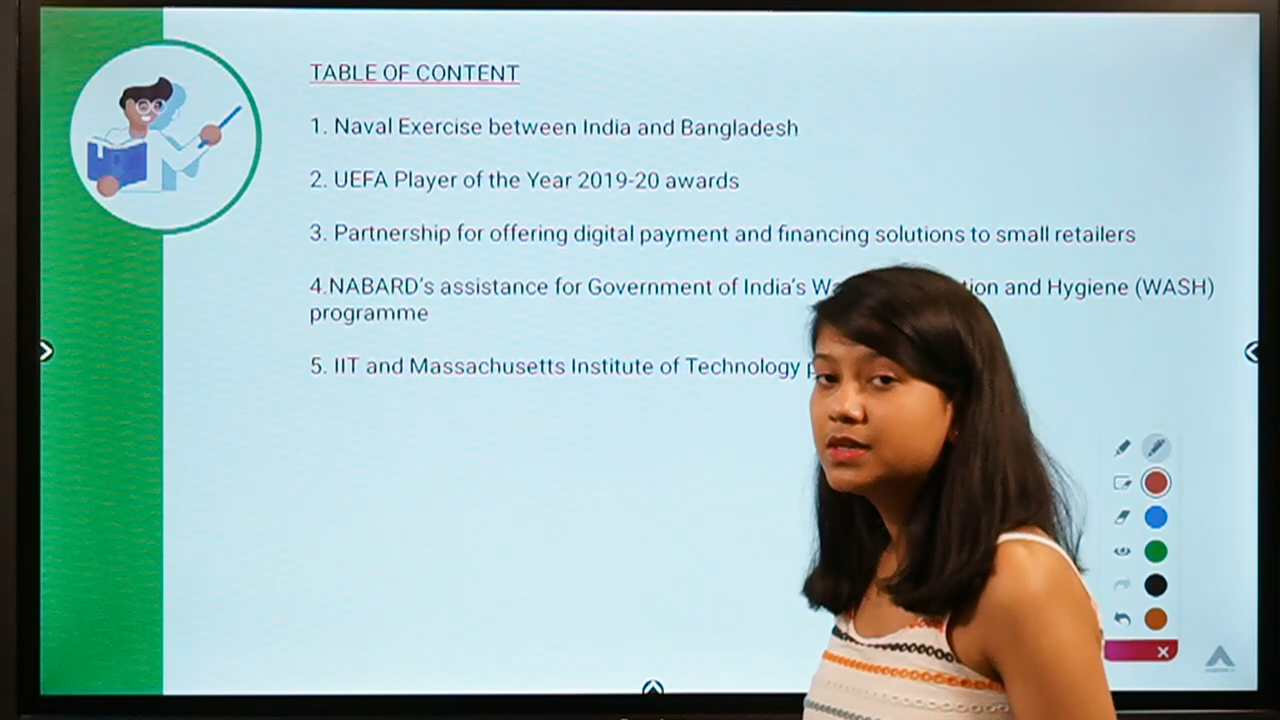 TABLE OF CONTENT
1. Naval Exercise between India and Bangladesh
2. UEFA Player of the Year 2019-20 awards
3. Partnership for offering digital payment and financing solutions to small retailers
4.NABARD's assistance for Government of India's and Hygiene (WASH)
programme
5. IIT and Massachusetts Institute of Technology